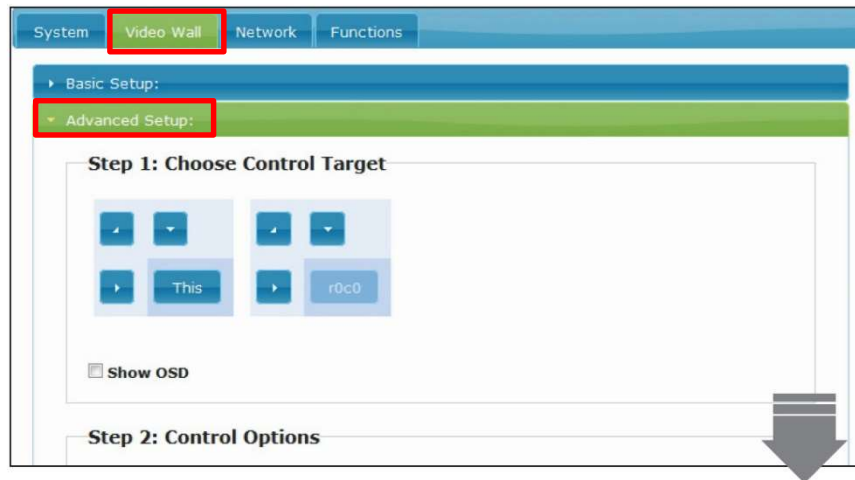 System Video Wall Network Functions
Basic Setup:
Advanced Setup:
Step 1: Choose Control Target
This r0c0
Show OSD
Step 2: Control Options